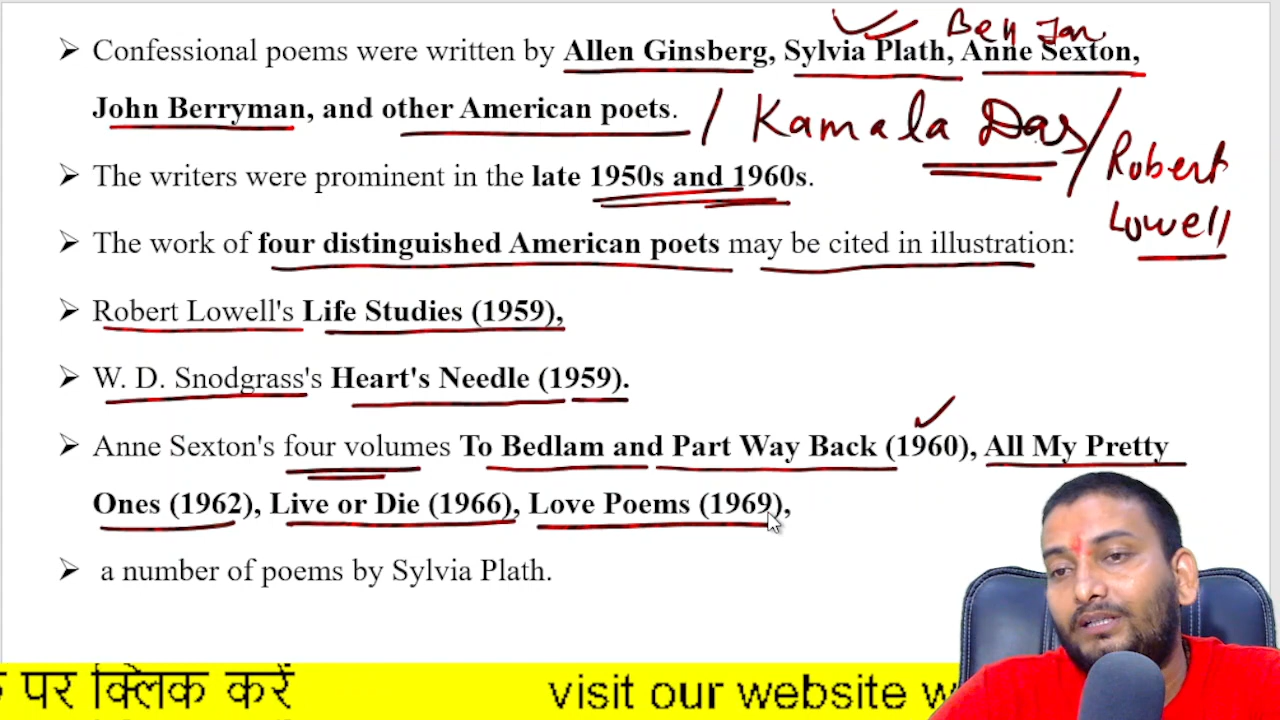 Bell Jar
➢ Confessional poems were written by Allen Ginsberg, Sylvia Plath, Anne Sexton,
John Berryman, and other American poets. / Kamala Das /
Robert
Lowell
➢ The writers were prominent in the late 1950s and 1960s.
➢ The work of four distinguished American poets may be cited in illustration:
➢ Robert Lowell's Life Studies (1959),
➢ W. D. Snodgrass's Heart's Needle (1959).
➢ Anne Sexton's four volumes To Bedlam and Part Way Back (1960), All My Pretty
Ones (1962), Live or Die (1966), Love Poems (1969),
➢ a number of poems by Sylvia Plath.
पर क्लिक करें visit our website